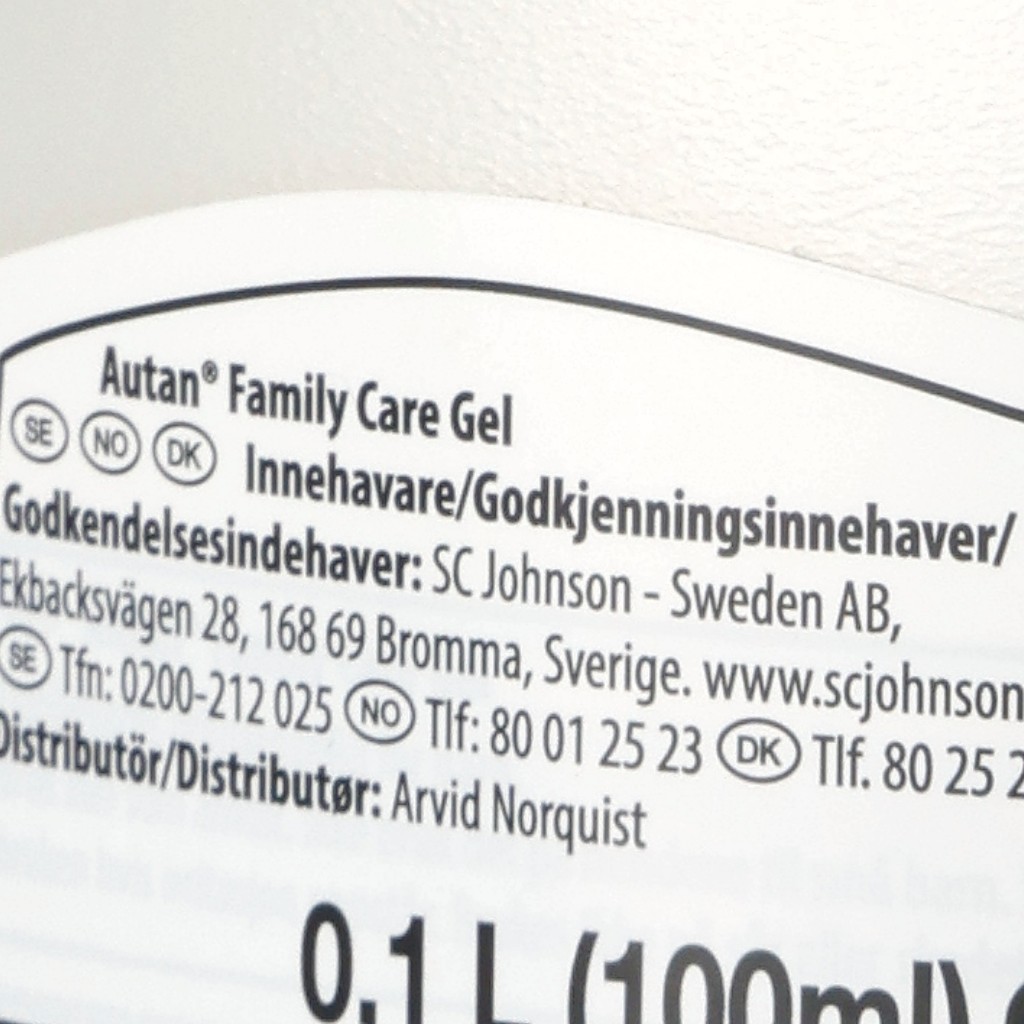 Autan® Family Care Gel
SE NO DK Innehavare/Godkjenningsinnehaver/
Godkendelsesindehaver: SC Johnson - Sweden AB,
Ekbacksvägen 28, 168 69 Bromma, Sverige. www.scjohnson
SE Tfn: 0200-212 025 NO Tlf: 80 01 25 23 DK Tlf. 80 25 2
Distributör/Distributør: Arvid Norquist
0.1 L (100ml)